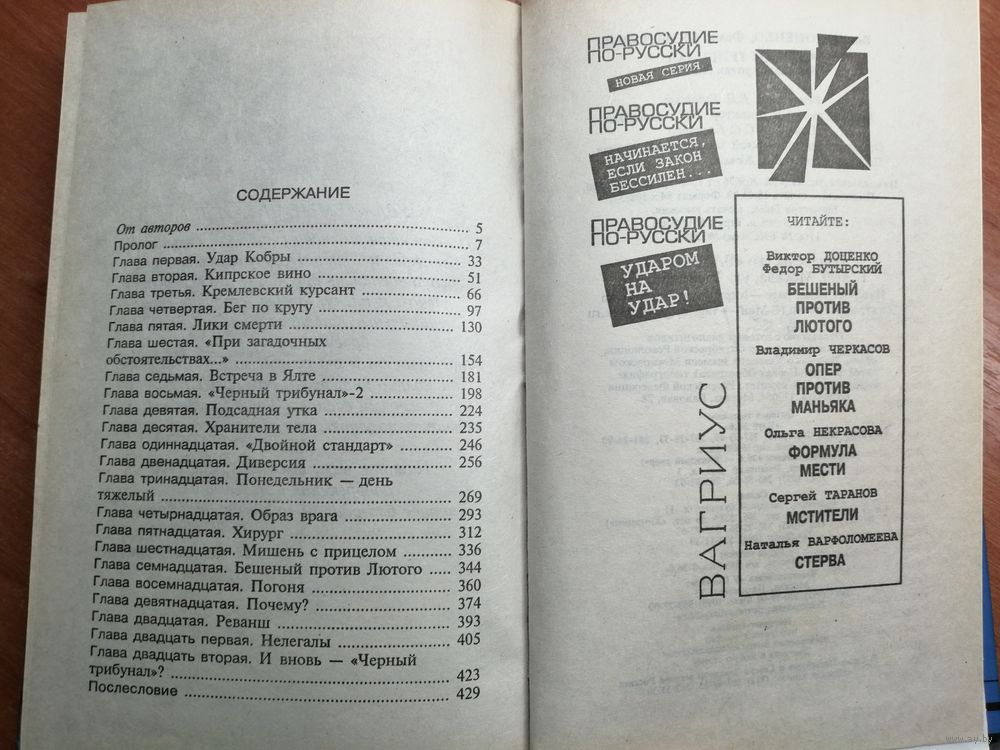 СОДЕРЖАНИЕ
От авторов ..... 5
Пролог ..... 7
Глава первая. Удар Кобры ..... 33
Глава вторая. Кипрское вино ..... 51
Глава третья. Кремлевский курсант ..... 66
Глава четвертая. Бег по кругу ..... 97
Глава пятая. Лики смерти ..... 130
Глава шестая. «При загадочных
обстоятельствах...» ..... 154
Глава седьмая. Встреча в Ялте ..... 181
Глава восьмая. «Черный трибунал»-2 ..... 198
Глава девятая. Подсадная утка ..... 224
Глава десятая. Хранители тела ..... 235
Глава одиннадцатая. «Двойной стандарт» ..... 246
Глава двенадцатая. Диверсия ..... 256
Глава тринадцатая. Понедельник — день
тяжелый ..... 269
Глава четырнадцатая. Образ врага ..... 293
Глава пятнадцатая. Хирург ..... 312
Глава шестнадцатая. Мишень с прицелом ..... 336
Глава семнадцатая. Бешеный против Лютого ..... 344
Глава восемнадцатая. Погоня ..... 360
Глава девятнадцатая. Почему? ..... 374
Глава двадцатая. Реванш ..... 393
Глава двадцать первая. Нелегалы ..... 405
Глава двадцать вторая. И вновь — «Черный
трибунал»? ..... 423
Послесловие ..... 429
ПРАВОСУДИЕ
ПО-РУССКИ
НОВАЯ СЕРИЯ
ПРАВОСУДИЕ
ПО-РУССКИ
НАЧИНАЕТСЯ,
ЕСЛИ ЗАКОН
БЕССИЛЕН...
ПРАВОСУДИЕ
ПО-РУССКИ
УДАРОМ
НА
УДАР!
ВАГРИУС
ЧИТАЙТЕ:
Виктор ДОЦЕНКО
Федор БУТЫРСКИЙ
БЕШЕНЫЙ
ПРОТИВ
ЛЮТОГО
Владимир ЧЕРКАСОВ
ОПЕР
ПРОТИВ
МАНЬЯКА
Ольга НЕКРАСОВА
ФОРМУЛА
МЕСТИ
Сергей ТАРАНОВ
МСТИТЕЛИ
Наталья ВАРФОЛОМЕЕВА
СТЕРВА
www.ay.by